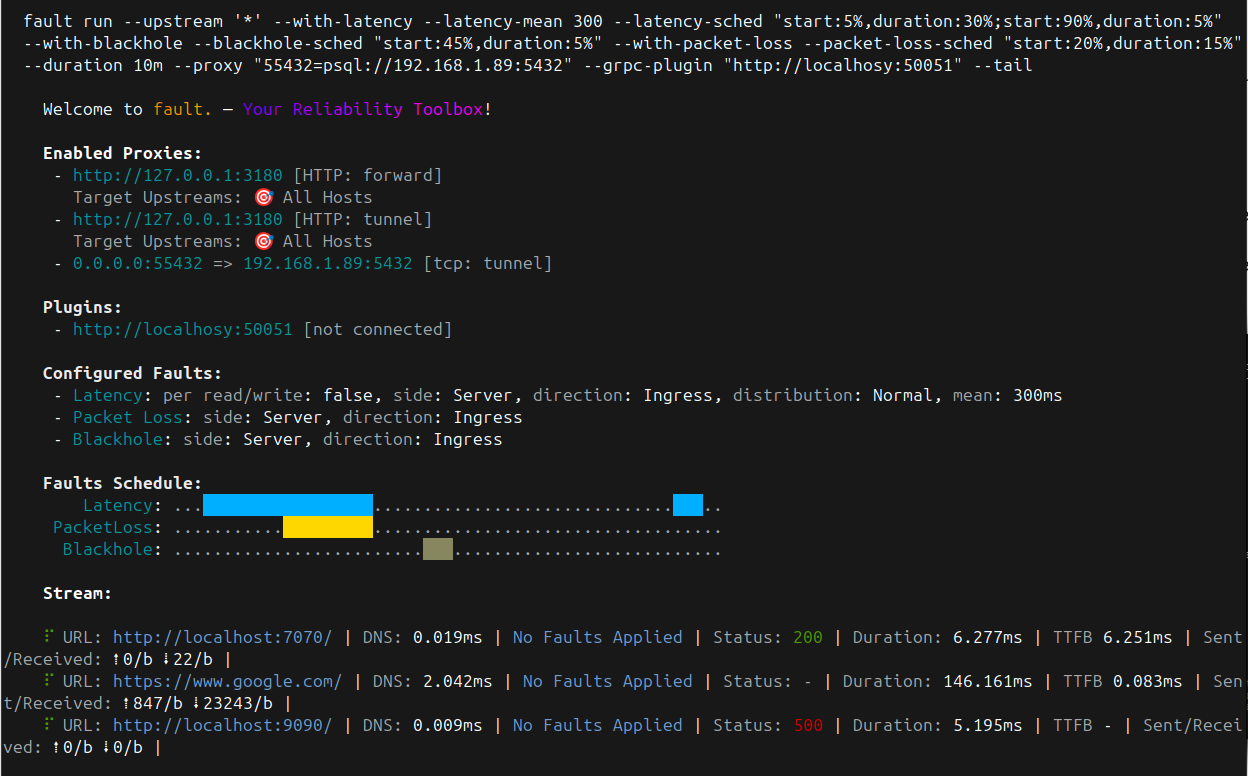 fault run --upstream '*' --with-latency --latency-mean 300 --latency-sched "start:5%,duration:30%;start:90%,duration:5%"
--with-blackhole --blackhole-sched "start:45%,duration:5%" --with-packet-loss --packet-loss-sched "start:20%,duration:15%"
--duration 10m --proxy "55432=psql://192.168.1.89:5432" --grpc-plugin "http://localhosy:50051" --tail
Welcome to fault. — Your Reliability Toolbox!
Enabled Proxies:
- http://127.0.0.1:3180 [HTTP: forward]
Target Upstreams: 🎯 All Hosts
- http://127.0.0.1:3180 [HTTP: tunnel]
Target Upstreams: 🎯 All Hosts
- 0.0.0.0:55432 => 192.168.1.89:5432 [tcp: tunnel]
Plugins:
- http://localhosy:50051 [not connected]
Configured Faults:
- Latency: per read/write: false, side: Server, direction: Ingress, distribution: Normal, mean: 300ms
- Packet Loss: side: Server, direction: Ingress
- Blackhole: side: Server, direction: Ingress
Faults Schedule:
Latency: ...                 ..............................   ..
PacketLoss: ...........         ...................................
Blackhole: .........................   ...........................
Stream:
⠏ URL: http://localhost:7070/ | DNS: 0.019ms | No Faults Applied | Status: 200 | Duration: 6.277ms | TTFB 6.251ms | Sent
/Received: ⭫0/b ⭭22/b |
⠏ URL: https://www.google.com/ | DNS: 2.042ms | No Faults Applied | Status: - | Duration: 146.161ms | TTFB 0.083ms | Sen
t/Received: ⭫847/b ⭭23243/b |
⠏ URL: http://localhost:9090/ | DNS: 0.009ms | No Faults Applied | Status: 500 | Duration: 5.195ms | TTFB - | Sent/Recei
ved: ⭫0/b ⭭0/b |